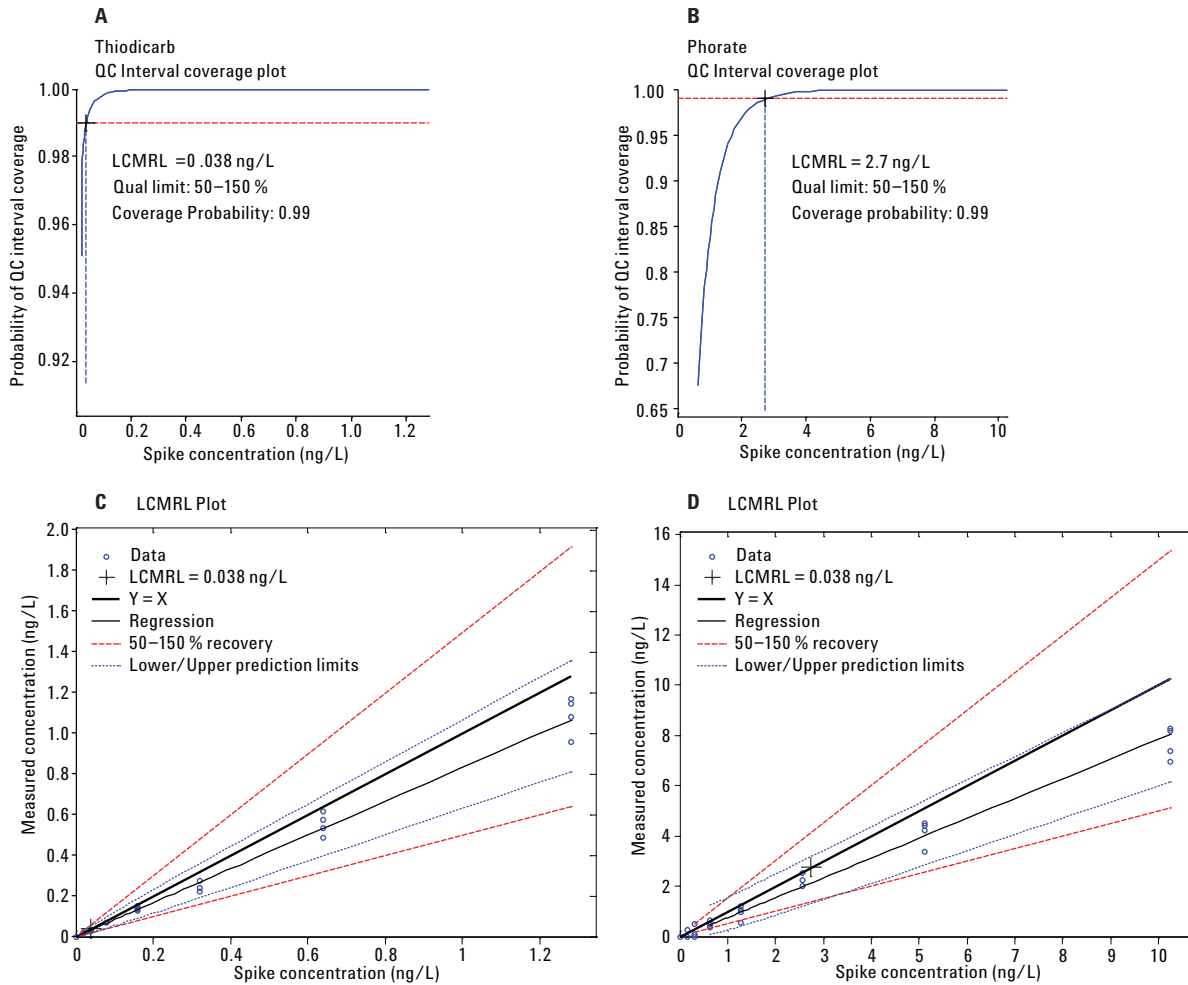 A
Thiodicarb
QC Interval coverage plot
1.00
0.98
0.96
0.94
0.92
LCMRL =0 .038 ng/L
Qual limit: 50–150 %
Coverage Probability: 0.99
0 0.2 0.4 0.6 0.8 1.0 1.2
Spike concentration (ng/L)
Probability of QC interval coverage
B
Phorate
QC Interval coverage plot
1.00
0.95
0.9
0.85
0.8
0.75
0.7
0.65
LCMRL = 2.7 ng/L
Qual limit: 50–150 %
Coverage probability: 0.99
0 2 4 6 8 10
Spike concentration (ng/L)
Probability of QC interval coverage
C LCMRL Plot
2.0
1.8
1.6
1.4
1.2
1.0
0.8
0.6
0.4
0.2
0
Data
LCMRL = 0.038 ng/L
Y = X
Regression
50–150 % recovery
Lower/Upper prediction limits
0 0.2 0.4 0.6 0.8 1 1.2
Spike concentration (ng/L)
Measured concentration (ng/L)
D LCMRL Plot
16
14
12
10
8
6
4
2
0
Data
LCMRL = 0.038 ng/L
Y = X
Regression
50–150 % recovery
Lower/Upper prediction limits
0 1 2 3 4 5 6 7 8 9 10
Spike concentration (ng/L)
Measured concentration (ng/L)